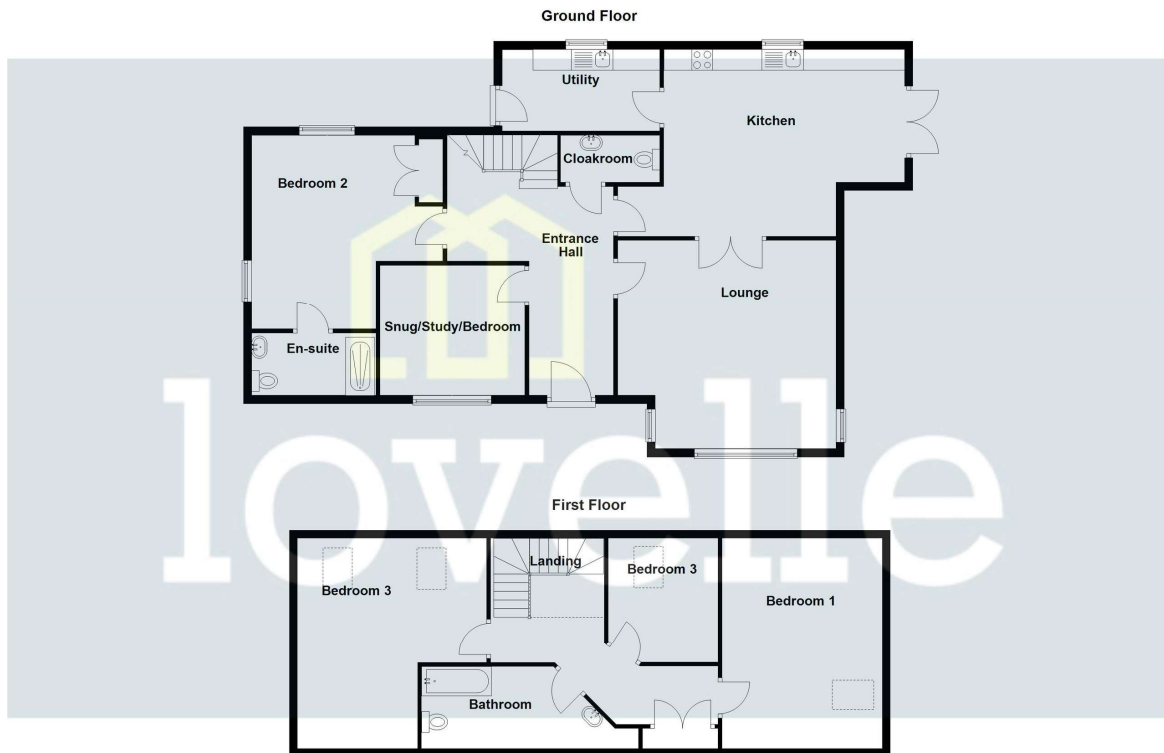 Ground Floor
Utility
Kitchen
Cloakroom
Bedroom 2
Entrance
Hall
Lounge
Snug/Study/Bedroom
En-suite
lovelle
First Floor
Landing
Bedroom 3
Bedroom 3
Bedroom 1
Bathroom